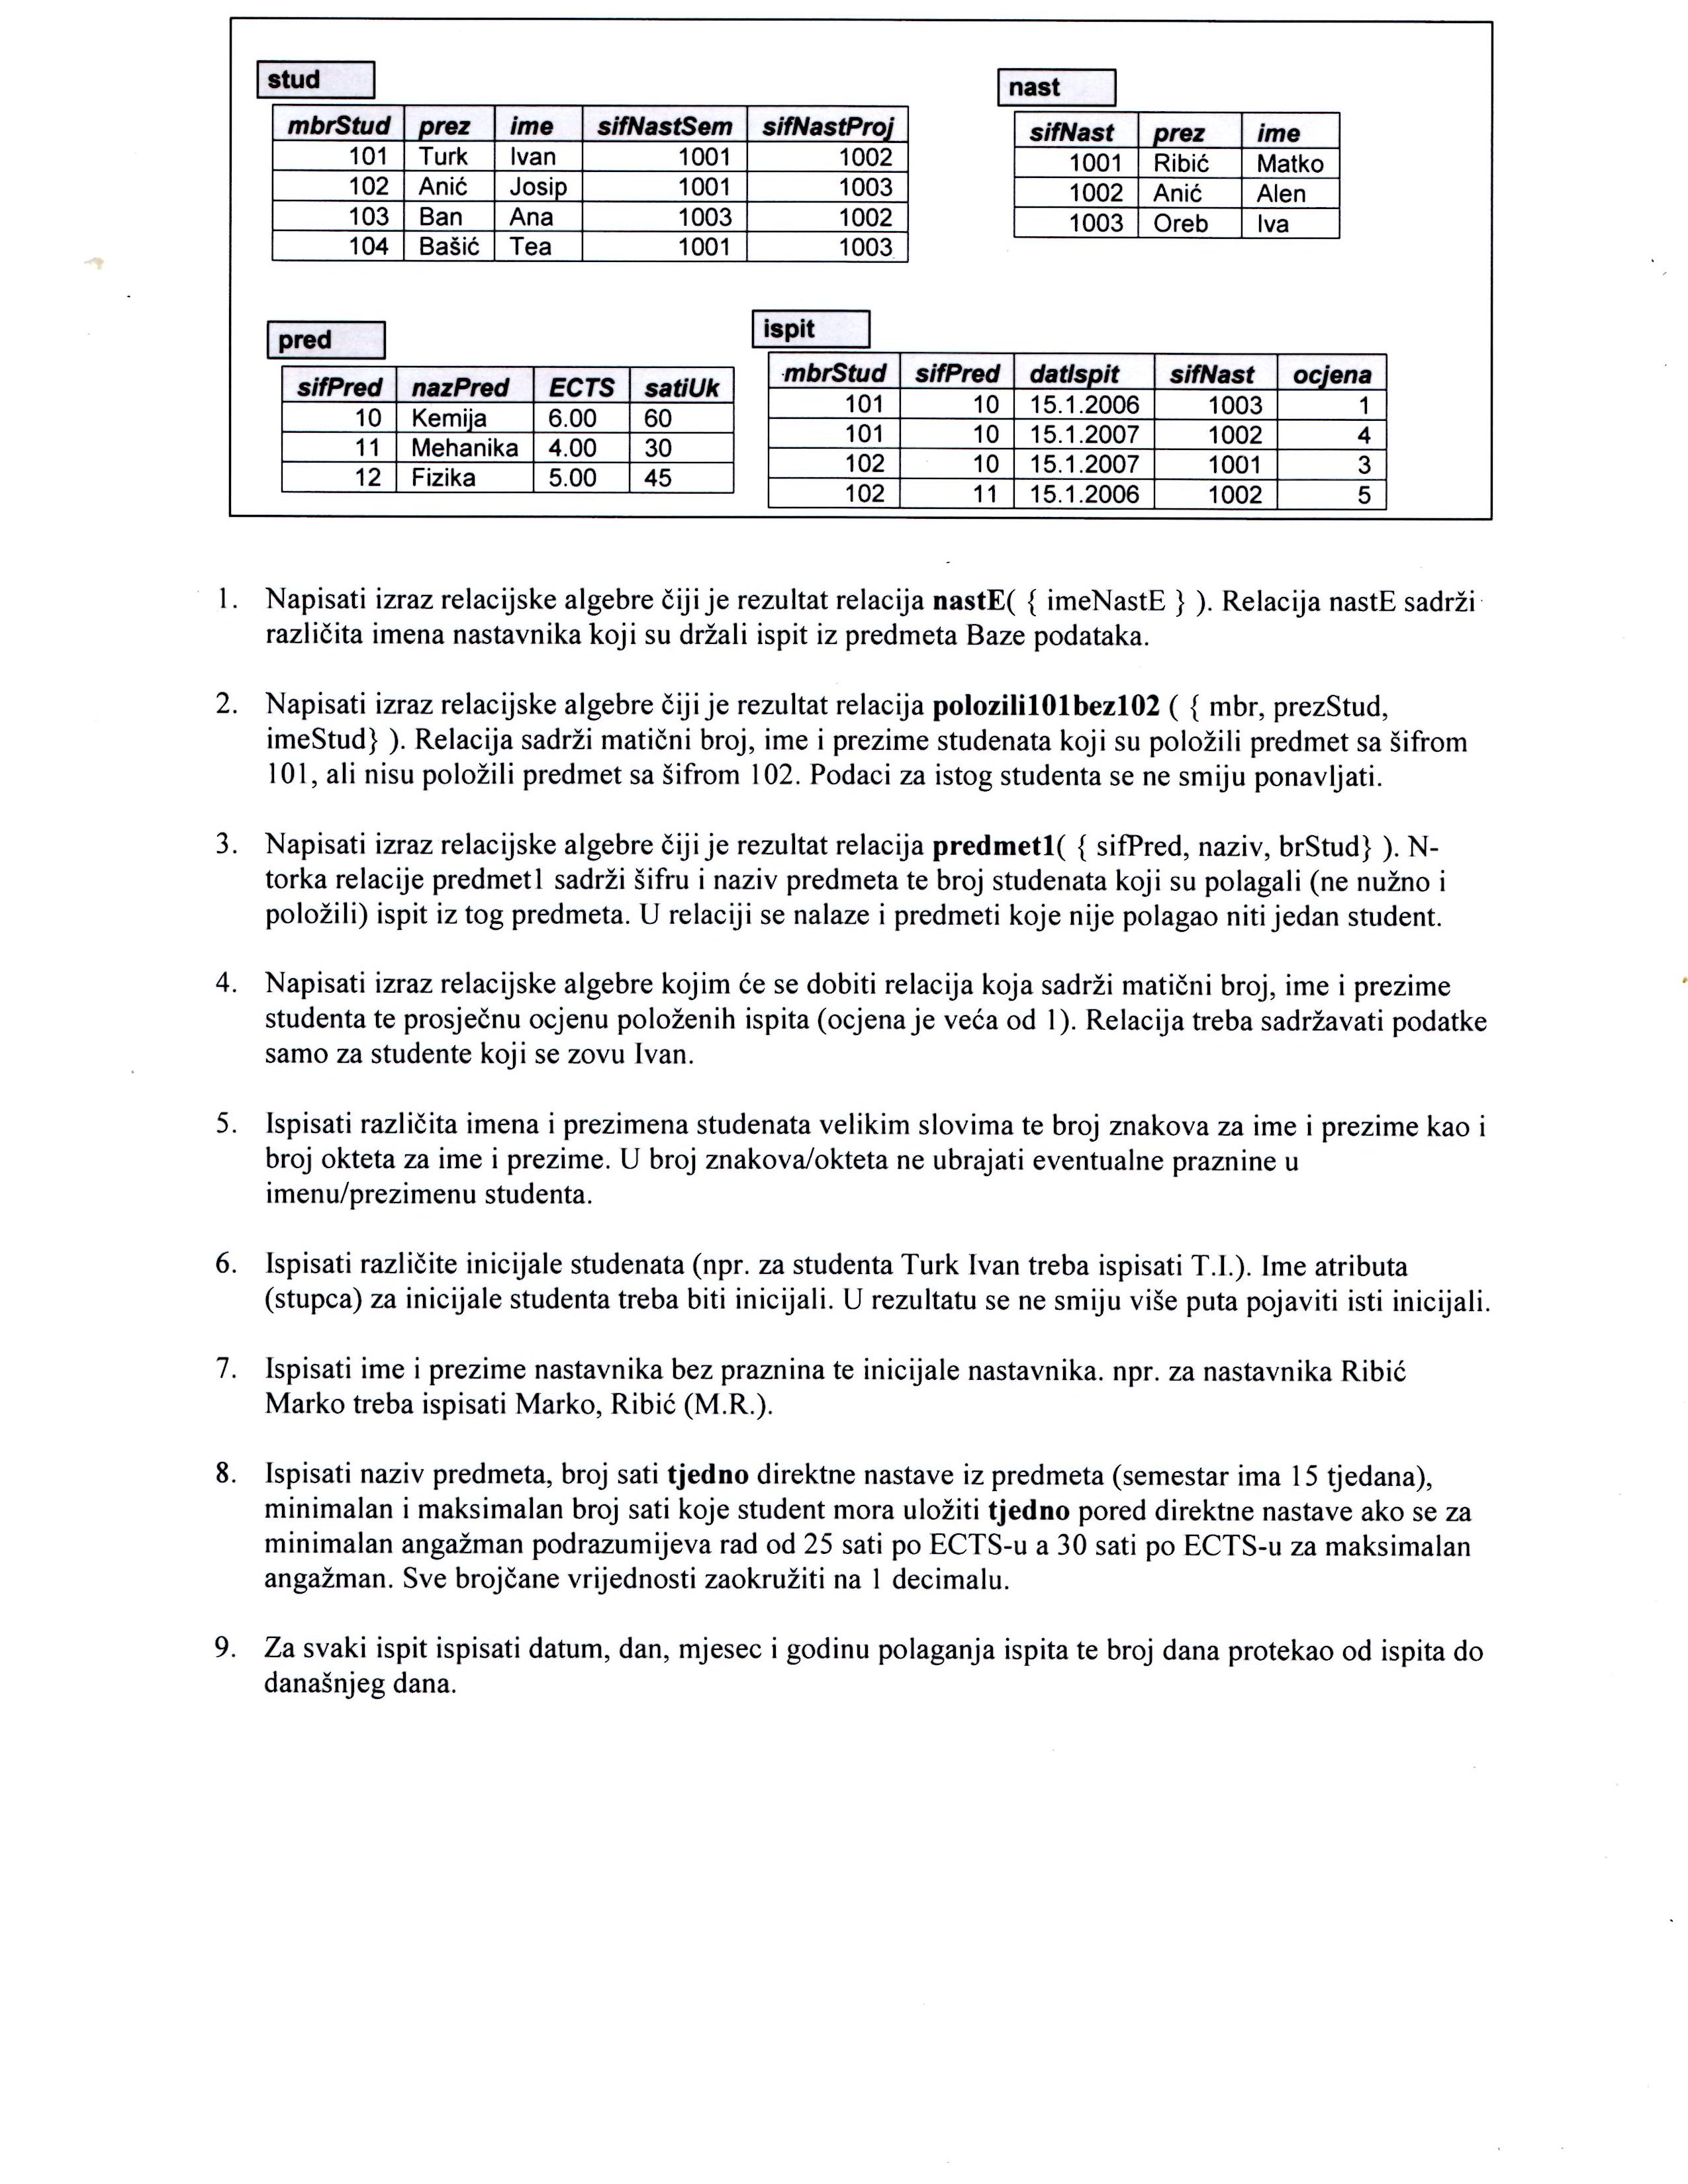 stud
mbrStud prez ime sifNastSem sifNastProj
101 Turk Ivan 1001 1002
102 Anić Josip 1001 1003
103 Ban Ana 1003 1002
104 Bašić Tea 1001 1003
nast
sifNast prez ime
1001 Ribić Matko
1002 Anić Alen
1003 Oreb Iva
pred
sifPred nazPred ECTS satiUk
10 Kemija 6.00 60
11 Mehanika 4.00 30
12 Fizika 5.00 45
ispit
mbrStud sifPred datIspit sifNast ocjena
101 10 15.1.2006 1003 1
101 10 15.1.2007 1002 4
102 10 15.1.2007 1001 3
102 11 15.1.2006 1002 5
1. Napisati izraz relacijske algebre čiji je rezultat relacija nastE( { imeNastE } ). Relacija nastE sadrži
različita imena nastavnika koji su držali ispit iz predmeta Baze podataka.
2. Napisati izraz relacijske algebre čiji je rezultat relacija polozili101bez102 ( { mbr, prezStud,
imeStud} ). Relacija sadrži matični broj, ime i prezime studenata koji su položili predmet sa šifrom
101, ali nisu položili predmet sa šifrom 102. Podaci za istog studenta se ne smiju ponavljati.
3. Napisati izraz relacijske algebre čiji je rezultat relacija predmet1( { sifPred, naziv, brStud} ). N-
torka relacije predmet1 sadrži šifru i naziv predmeta te broj studenata koji su polagali (ne nužno i
položili) ispit iz tog predmeta. U relaciji se nalaze i predmeti koje nije polagao niti jedan student.
4. Napisati izraz relacijske algebre kojim će se dobiti relacija koja sadrži matični broj, ime i prezime
studenta te prosječnu ocjenu položenih ispita (ocjena je veća od 1). Relacija treba sadržavati podatke
samo za studente koji se zovu Ivan.
5. Ispisati različita imena i prezimena studenata velikim slovima te broj znakova za ime i prezime kao i
broj okteta za ime i prezime. U broj znakova/okteta ne ubrajati eventualne praznine u
imenu/prezimenu studenta.
6. Ispisati različite inicijale studenata (npr. za studenta Turk Ivan treba ispisati T.I.). Ime atributa
(stupca) za inicijale studenta treba biti inicijali. U rezultatu se ne smiju više puta pojaviti isti inicijali.
7. Ispisati ime i prezime nastavnika bez praznina te inicijale nastavnika. npr. za nastavnika Ribić
Marko treba ispisati Marko, Ribić (M.R.).
8. Ispisati naziv predmeta, broj sati tjedno direktne nastave iz predmeta (semestar ima 15 tjedana),
minimalan i maksimalan broj sati koje student mora uložiti tjedno pored direktne nastave ako se za
minimalan angažman podrazumijeva rad od 25 sati po ECTS-u a 30 sati po ECTS-u za maksimalan
angažman. Sve brojčane vrijednosti zaokružiti na 1 decimalu.
9. Za svaki ispit ispisati datum, dan, mjesec i godinu polaganja ispita te broj dana protekao od ispita do
današnjeg dana.